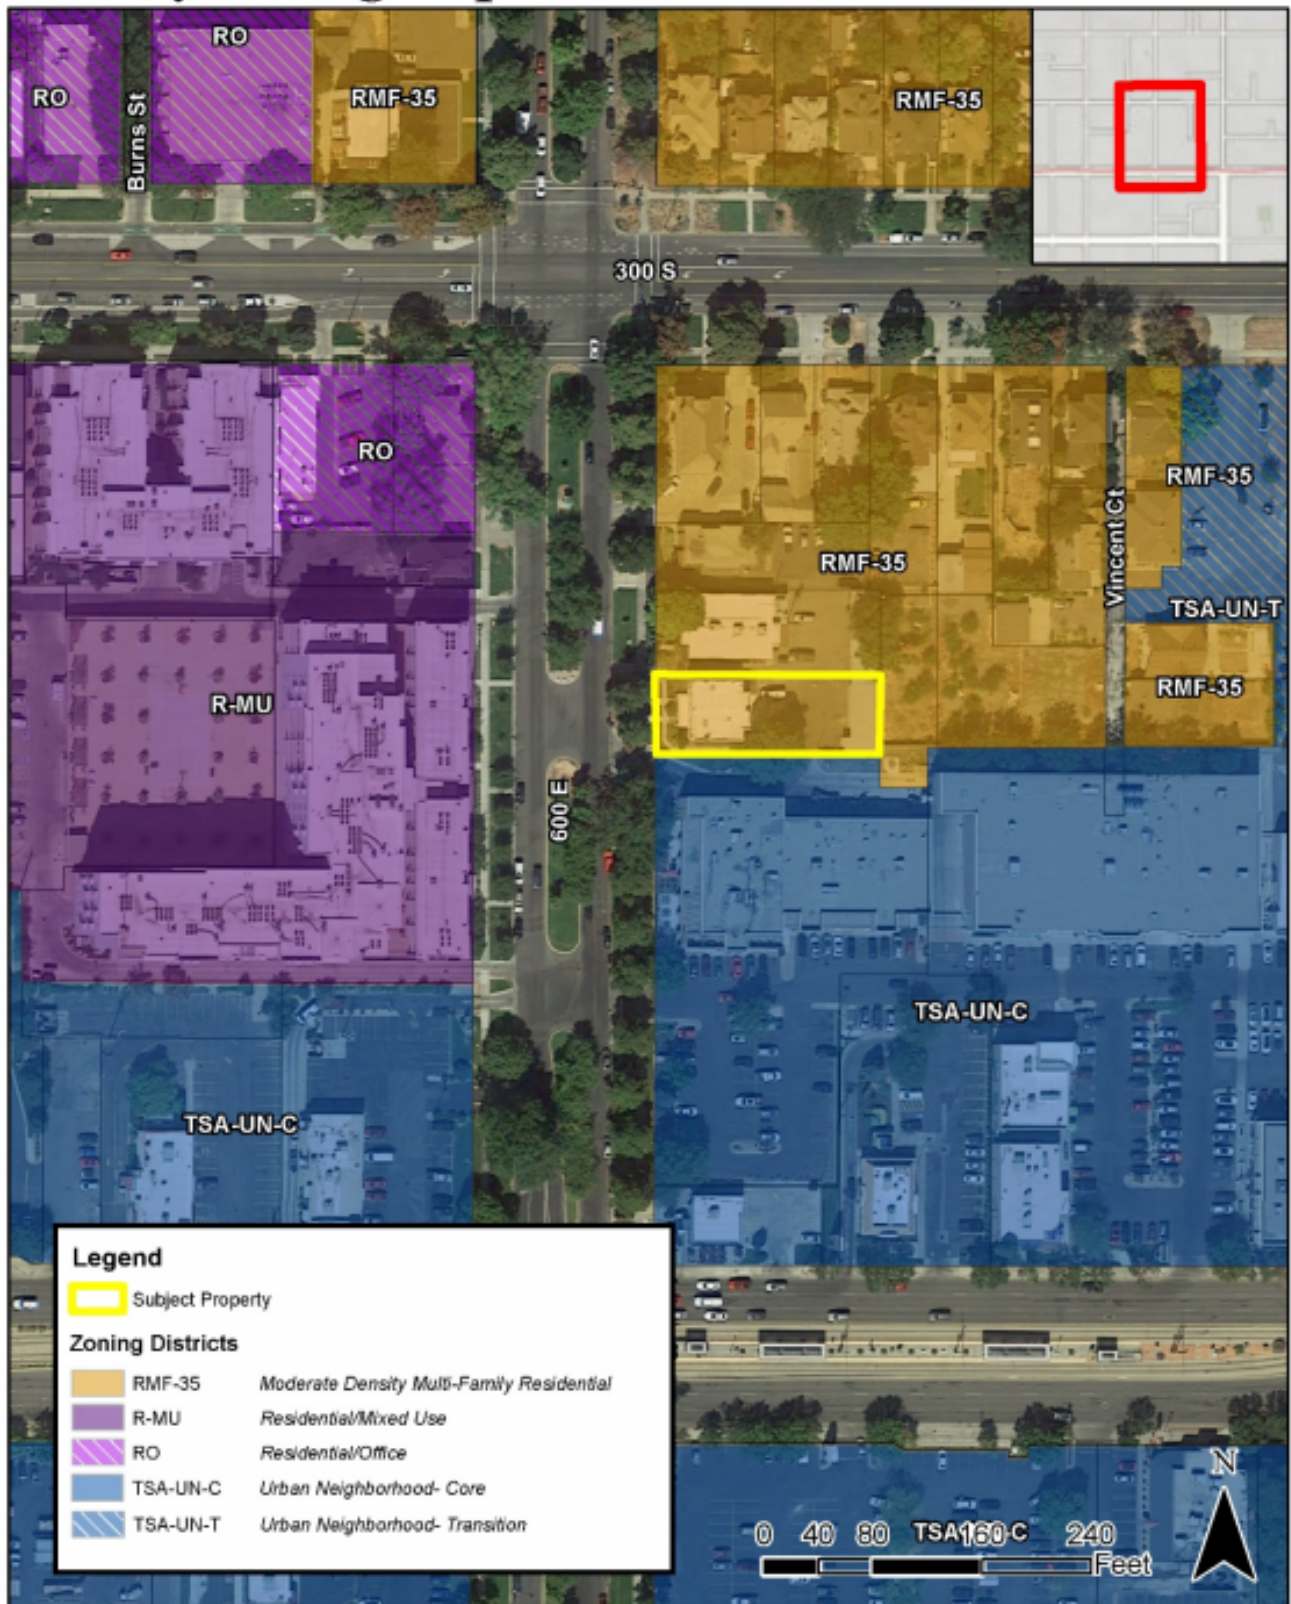 RO
RO
Burns St
RMF-35
RMF-35
300 S
RO
RMF-35
Vincent Ct
RMF-35
TSA-UN-T
RMF-35
R-MU
600 E
TSA-UN-C
TSA-UN-C
Legend
Subject Property
Zoning Districts
RMF-35 Moderate Density Multi-Family Residential
R-MU Residential/Mixed Use
RO Residential/Office
TSA-UN-C Urban Neighborhood- Core
TSA-UN-T Urban Neighborhood- Transition
N
TSA-UN-C
0 40 80 160 240
Feet